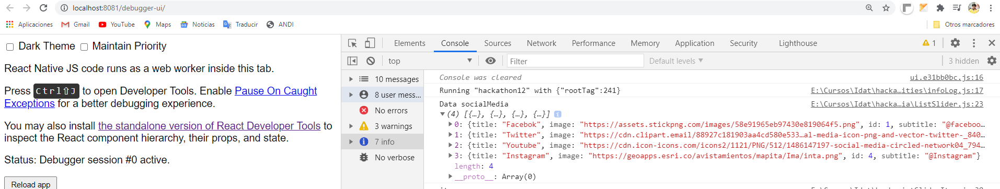 localhost:8081/debugger-ui/
Aplicaciones Gmail YouTube Maps Noticias Traducir ANDI Otros marcadores
Dark Theme Maintain Priority
React Native JS code runs as a web worker inside this tab.
Press Ctrl⇧J to open Developer Tools. Enable Pause On Caught
Exceptions for a better debugging experience.
You may also install the standalone version of React Developer Tools to
inspect the React component hierarchy, their props, and state.
Status: Debugger session #0 active.
Reload app
Elements Console Sources Network Performance Memory Application Security Lighthouse 1
top Filter Default levels 3 hidden
10 messages
8 user mess...
No errors
3 warnings
7 info
No verbose
Console was cleared ui.e31bb0bc.js:16
Running "hackathon12" with {"rootTag":241} E:\Cursos\Idat\hacka…ities\infoLog.js:17
Data socialMedia E:\Cursos\Idat\hacka…ia\ListSlider.js:23
(4) [{…}, {…}, {…}, {…}]
0: {title: "Facebok", image: "https://assets.stickpng.com/images/58e91965eb97430e819064f5.png", id: 1, subtitle: "@faceboo…
1: {title: "Twitter", image: "https://cdn.clipart.email/88927c181903aa4cd580e533…al-media-icon-png-and-vector-twitter-_840…
2: {title: "Youtube", image: "https://cdn.icon-icons.com/icons2/1121/PNG/512/1486147197-social-media-circled-network04_794…
3: {title: "Instagram", image: "https://geoapps.esri.co/avistamientos/mapita/Ima/inta.png", id: 4, subtitle: "@Instagram"}
length: 4
__proto__: Array(0)